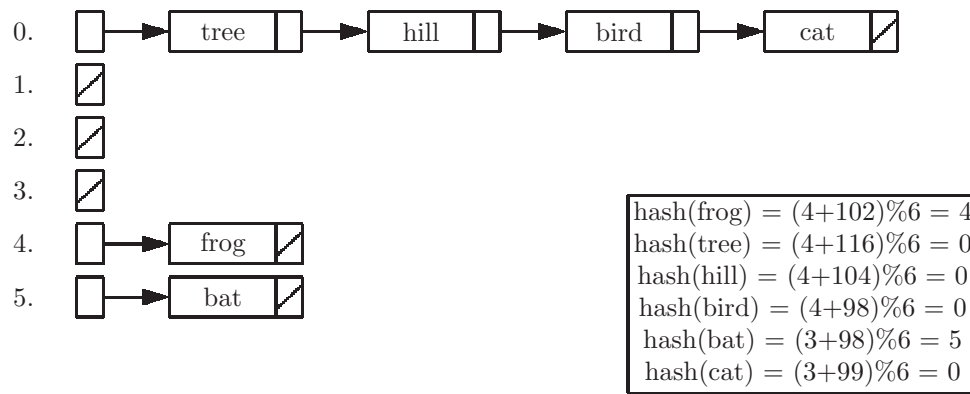 0. tree hill bird cat
1.
2.
3.
4. frog
5. bat
hash(frog) = (4+102)%6 = 4
hash(tree) = (4+116)%6 = 0
hash(hill) = (4+104)%6 = 0
hash(bird) = (4+98)%6 = 0
hash(bat) = (3+98)%6 = 5
hash(cat) = (3+99)%6 = 0